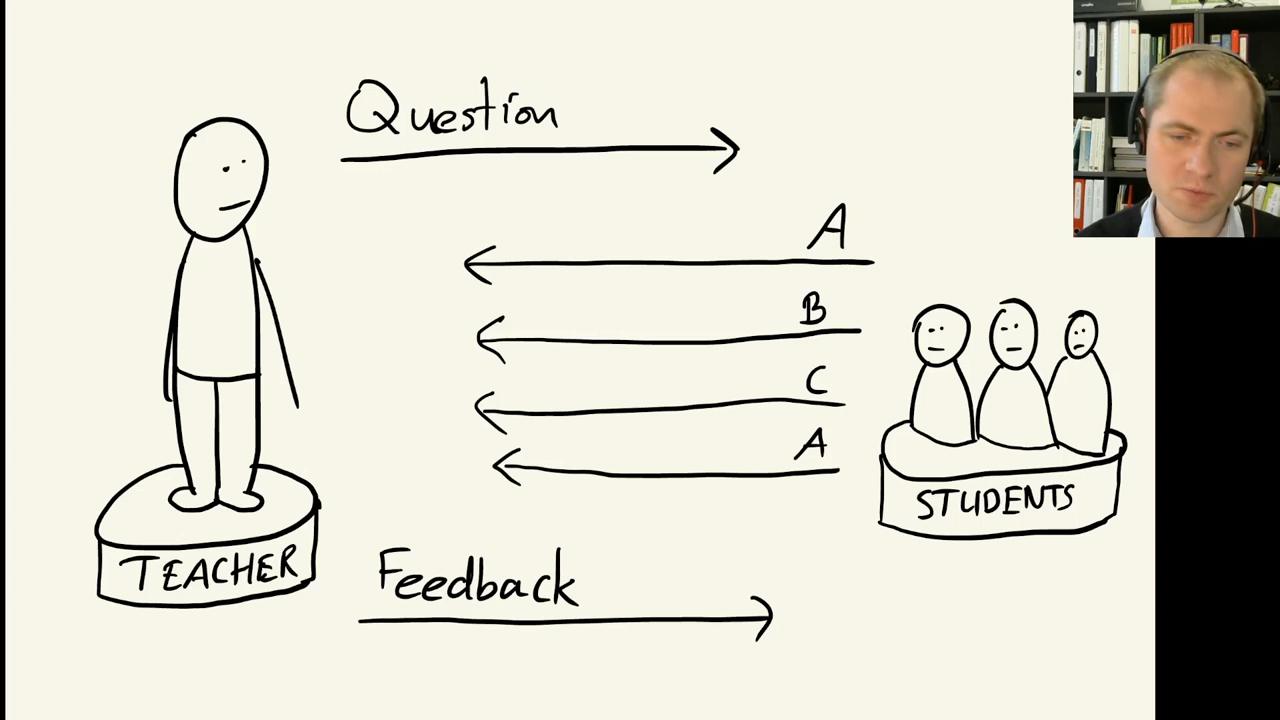 Question
A
B
C
A
STUDENTS
TEACHER
Feedback